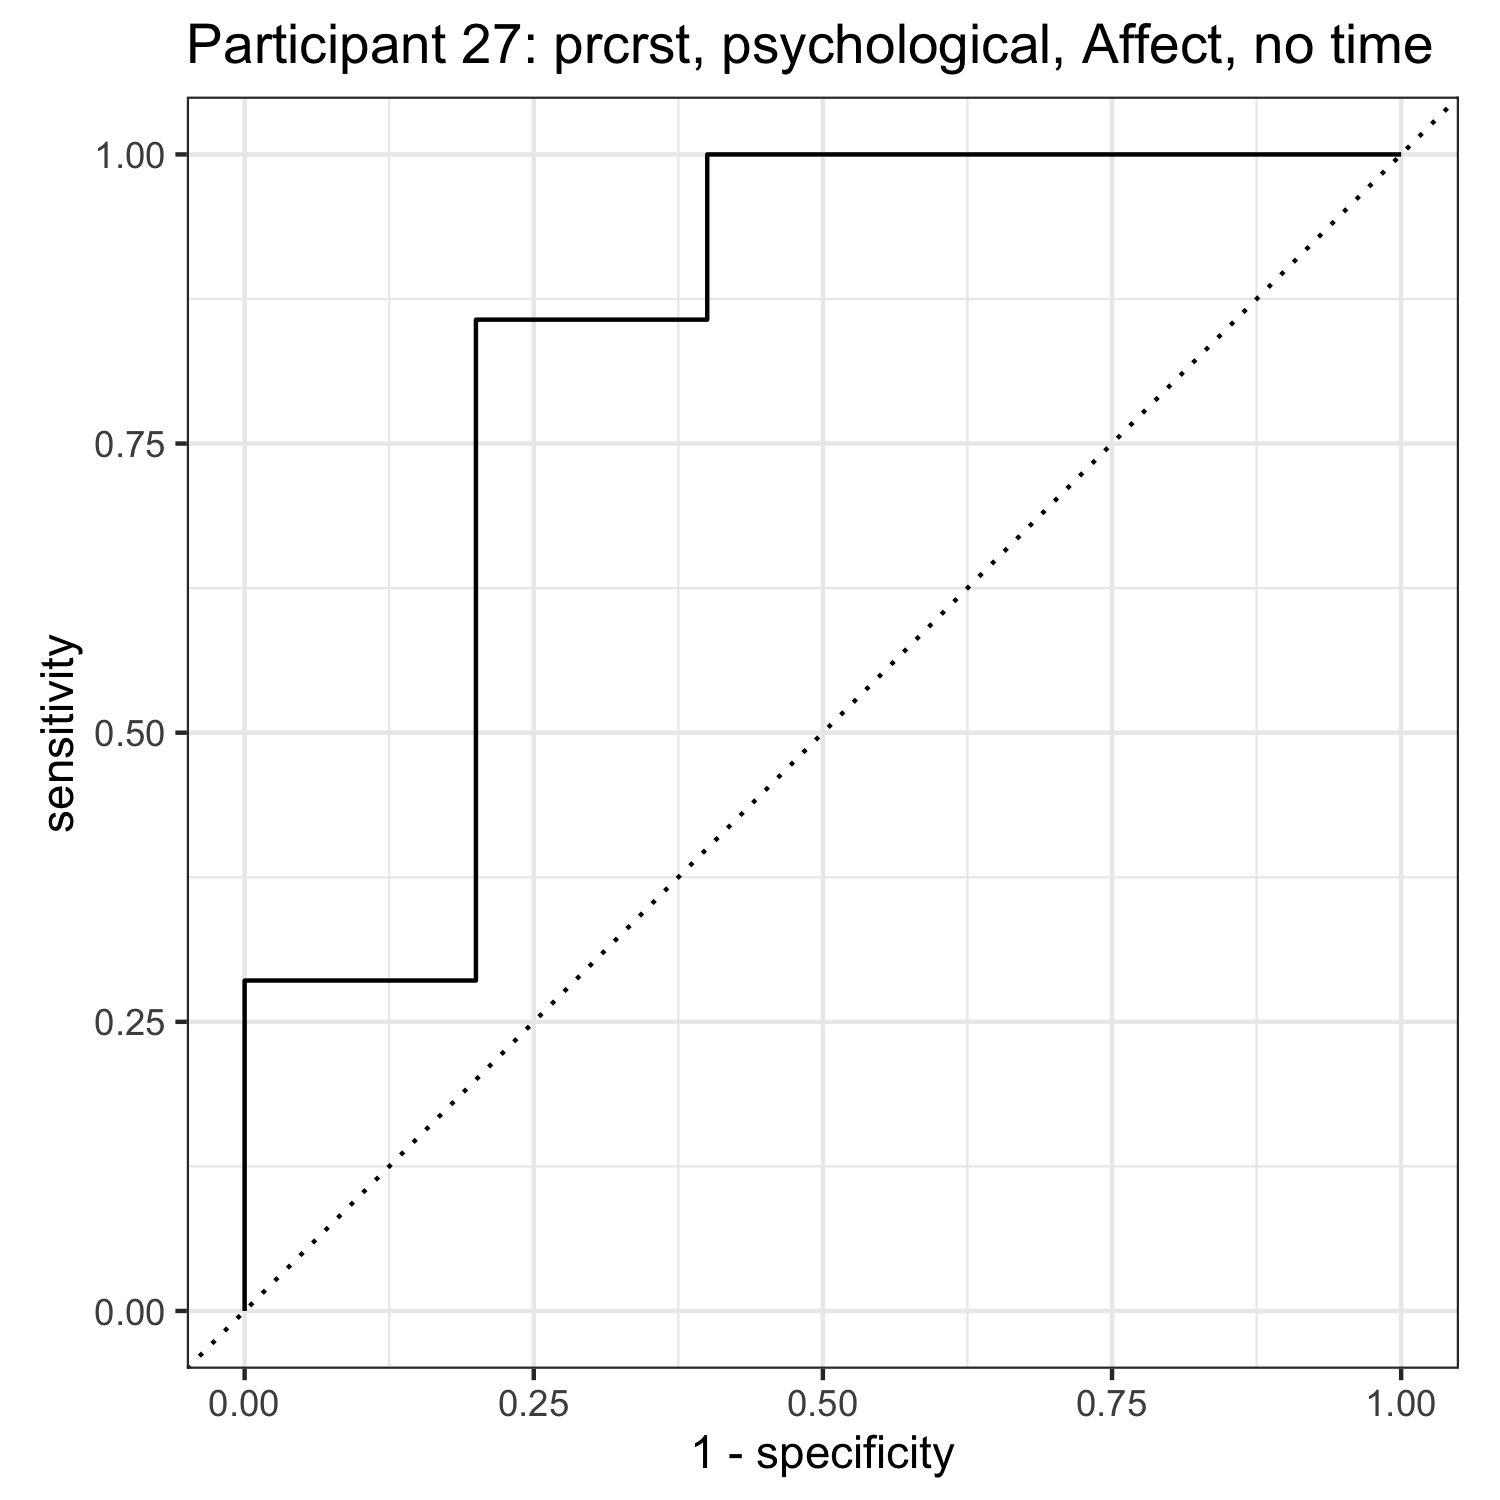 Participant 27: prcrst, psychological, Affect, no time
1.00
0.75
0.50
0.25
0.00
sensitivity
0.00 0.25 0.50 0.75 1.00
1 - specificity